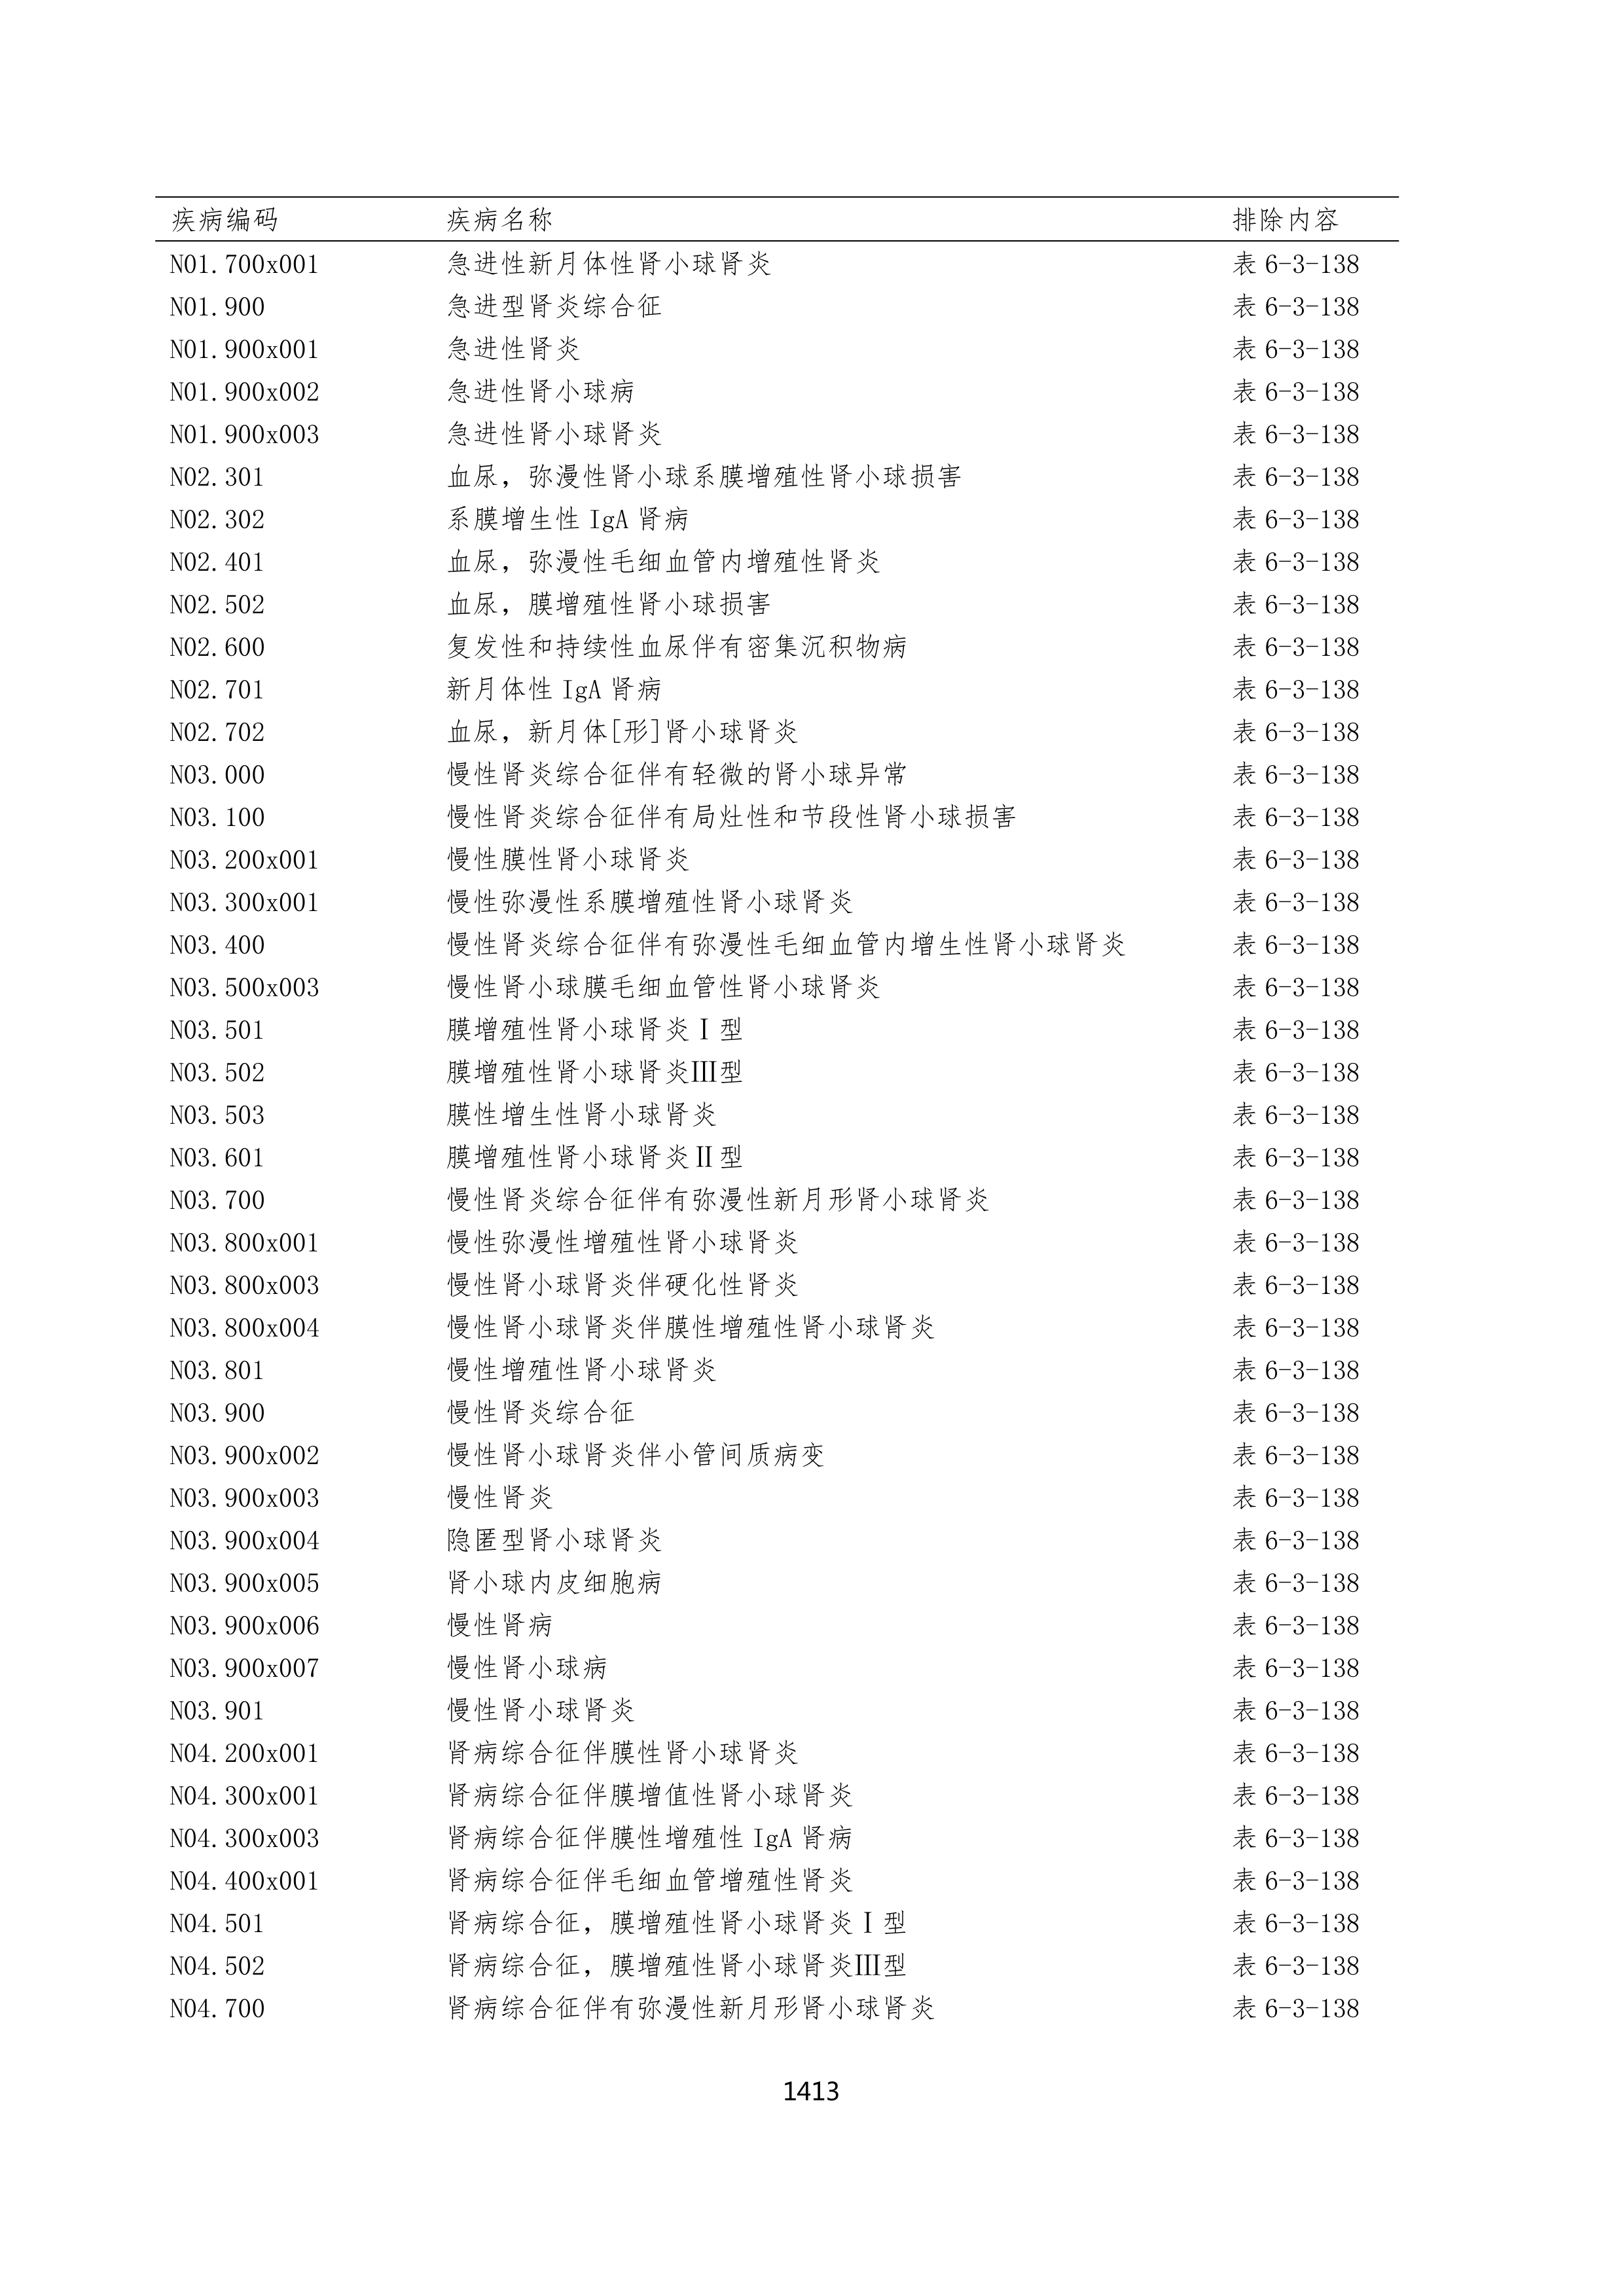 疾病编码 疾病名称 排除内容
N01.700x001 急进性新月体性肾小球肾炎 表 6-3-138
N01.900 急进型肾炎综合征 表 6-3-138
N01.900x001 急进性肾炎 表 6-3-138
N01.900x002 急进性肾小球病 表 6-3-138
N01.900x003 急进性肾小球肾炎 表 6-3-138
N02.301 血尿，弥漫性肾小球系膜增殖性肾小球损害 表 6-3-138
N02.302 系膜增生性 IgA 肾病 表 6-3-138
N02.401 血尿，弥漫性毛细血管内增殖性肾炎 表 6-3-138
N02.502 血尿，膜增殖性肾小球损害 表 6-3-138
N02.600 复发性和持续性血尿伴有密集沉积物病 表 6-3-138
N02.701 新月体性 IgA 肾病 表 6-3-138
N02.702 血尿，新月体[形]肾小球肾炎 表 6-3-138
N03.000 慢性肾炎综合征伴有轻微的肾小球异常 表 6-3-138
N03.100 慢性肾炎综合征伴有局灶性和节段性肾小球损害 表 6-3-138
N03.200x001 慢性膜性肾小球肾炎 表 6-3-138
N03.300x001 慢性弥漫性系膜增殖性肾小球肾炎 表 6-3-138
N03.400 慢性肾炎综合征伴有弥漫性毛细血管内增生性肾小球肾炎 表 6-3-138
N03.500x003 慢性肾小球膜毛细血管性肾小球肾炎 表 6-3-138
N03.501 膜增殖性肾小球肾炎Ⅰ型 表 6-3-138
N03.502 膜增殖性肾小球肾炎Ⅲ型 表 6-3-138
N03.503 膜性增生性肾小球肾炎 表 6-3-138
N03.601 膜增殖性肾小球肾炎Ⅱ型 表 6-3-138
N03.700 慢性肾炎综合征伴有弥漫性新月形肾小球肾炎 表 6-3-138
N03.800x001 慢性弥漫性增殖性肾小球肾炎 表 6-3-138
N03.800x003 慢性肾小球肾炎伴硬化性肾炎 表 6-3-138
N03.800x004 慢性肾小球肾炎伴膜性增殖性肾小球肾炎 表 6-3-138
N03.801 慢性增殖性肾小球肾炎 表 6-3-138
N03.900 慢性肾炎综合征 表 6-3-138
N03.900x002 慢性肾小球肾炎伴小管间质病变 表 6-3-138
N03.900x003 慢性肾炎 表 6-3-138
N03.900x004 隐匿型肾小球肾炎 表 6-3-138
N03.900x005 肾小球内皮细胞病 表 6-3-138
N03.900x006 慢性肾病 表 6-3-138
N03.900x007 慢性肾小球病 表 6-3-138
N03.901 慢性肾小球肾炎 表 6-3-138
N04.200x001 肾病综合征伴膜性肾小球肾炎 表 6-3-138
N04.300x001 肾病综合征伴膜增值性肾小球肾炎 表 6-3-138
N04.300x003 肾病综合征伴膜性增殖性 IgA 肾病 表 6-3-138
N04.400x001 肾病综合征伴毛细血管增殖性肾炎 表 6-3-138
N04.501 肾病综合征，膜增殖性肾小球肾炎Ⅰ型 表 6-3-138
N04.502 肾病综合征，膜增殖性肾小球肾炎Ⅲ型 表 6-3-138
N04.700 肾病综合征伴有弥漫性新月形肾小球肾炎 表 6-3-138
1413